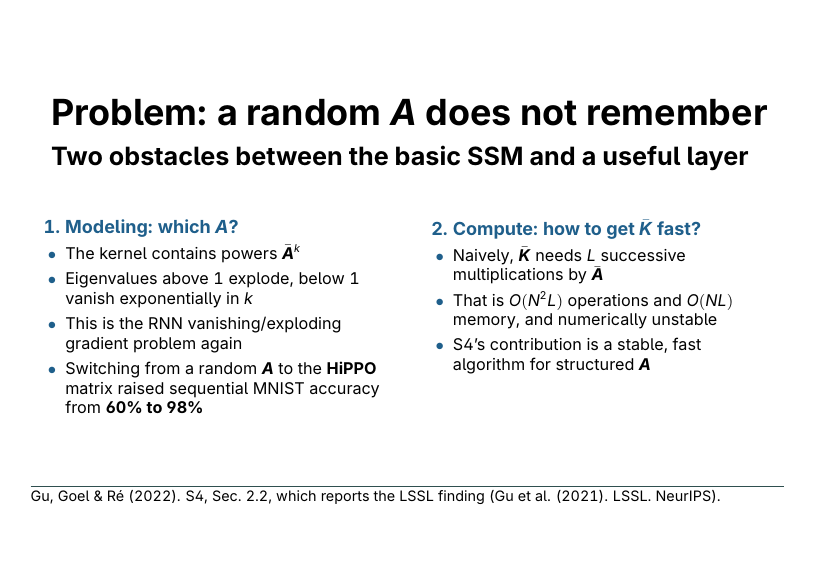 Problem: a random A does not remember
Two obstacles between the basic SSM and a useful layer
1. Modeling: which A?
• The kernel contains powers A̅ᵏ
• Eigenvalues above 1 explode, below 1
vanish exponentially in k
• This is the RNN vanishing/exploding
gradient problem again
• Switching from a random A to the HiPPO
matrix raised sequential MNIST accuracy
from 60% to 98%
2. Compute: how to get K̅ fast?
• Naively, K̅ needs L successive
multiplications by A̅
• That is O(N²L) operations and O(NL)
memory, and numerically unstable
• S4’s contribution is a stable, fast
algorithm for structured A
Gu, Goel & Ré (2022). S4, Sec. 2.2, which reports the LSSL finding (Gu et al. (2021). LSSL. NeurIPS).